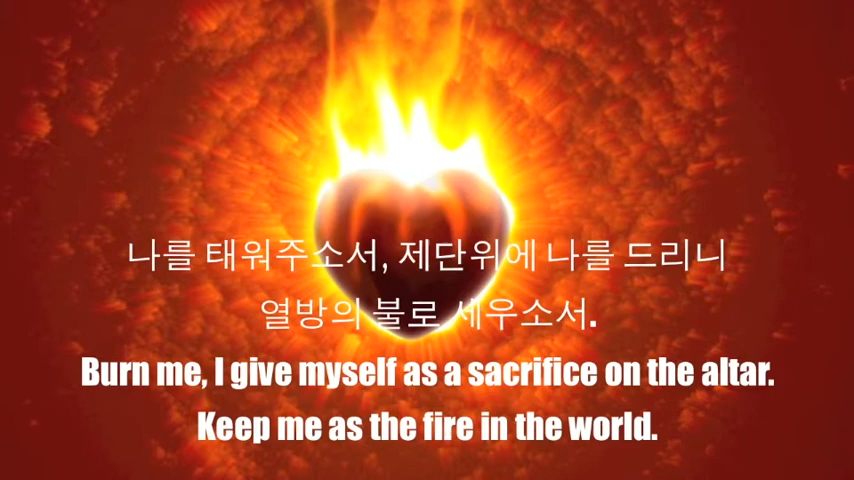 나를 태워주소서, 제단위에 나를 드리니
열방의 불로 세우소서.
Burn me, I give myself as a sacrifice on the altar.
Keep me as the fire in the world.